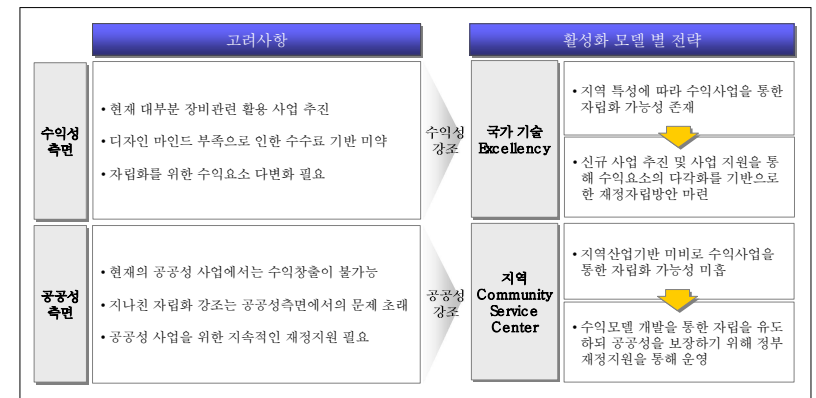 고려사항
활성화 모델 별 전략
수익성
측면
• 현재 대부분 장비관련 활용 사업 추진
• 디자인 마인드 부족으로 인한 수수료 기반 미약
• 자립화를 위한 수익요소 다변화 필요
수익성
강조
국가 기술
Excellency
• 지역 특성에 따라 수익사업을 통한
자립화 가능성 존재
• 신규 사업 추진 및 사업 지원을 통
해 수익요소의 다각화를 기반으로
한 재정자립방안 마련
공공성
측면
• 현재의 공공성 사업에서는 수익창출이 불가능
• 지나친 자립화 강조는 공공성측면에서의 문제 초래
• 공공성 사업을 위한 지속적인 재정지원 필요
공공성
강조
지역
Community
Service
Center
• 지역산업기반 미비로 수익사업을
통한 자립화 가능성 미흡
• 수익모델 개발을 통한 자립을 유도
하되 공공성을 보장하기 위해 정부
재정지원을 통해 운영